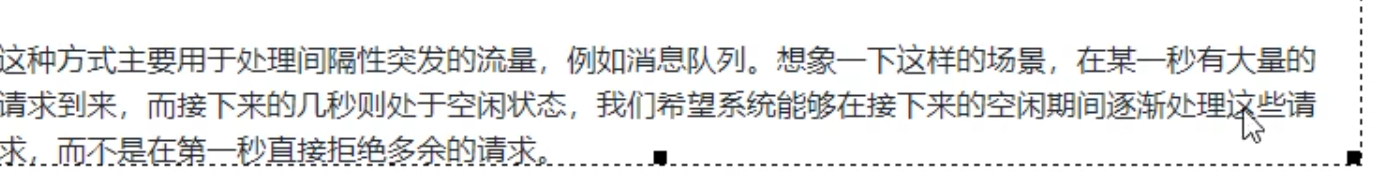 这种方式主要用于处理间隔性突发的流量，例如消息队列。想象一下这样的场景，在某一秒有大量的
请求到来，而接下来的几秒则处于空闲状态，我们希望系统能够在接下来的空闲期间逐渐处理这些请
求，而不是在第一秒直接拒绝多余的请求。